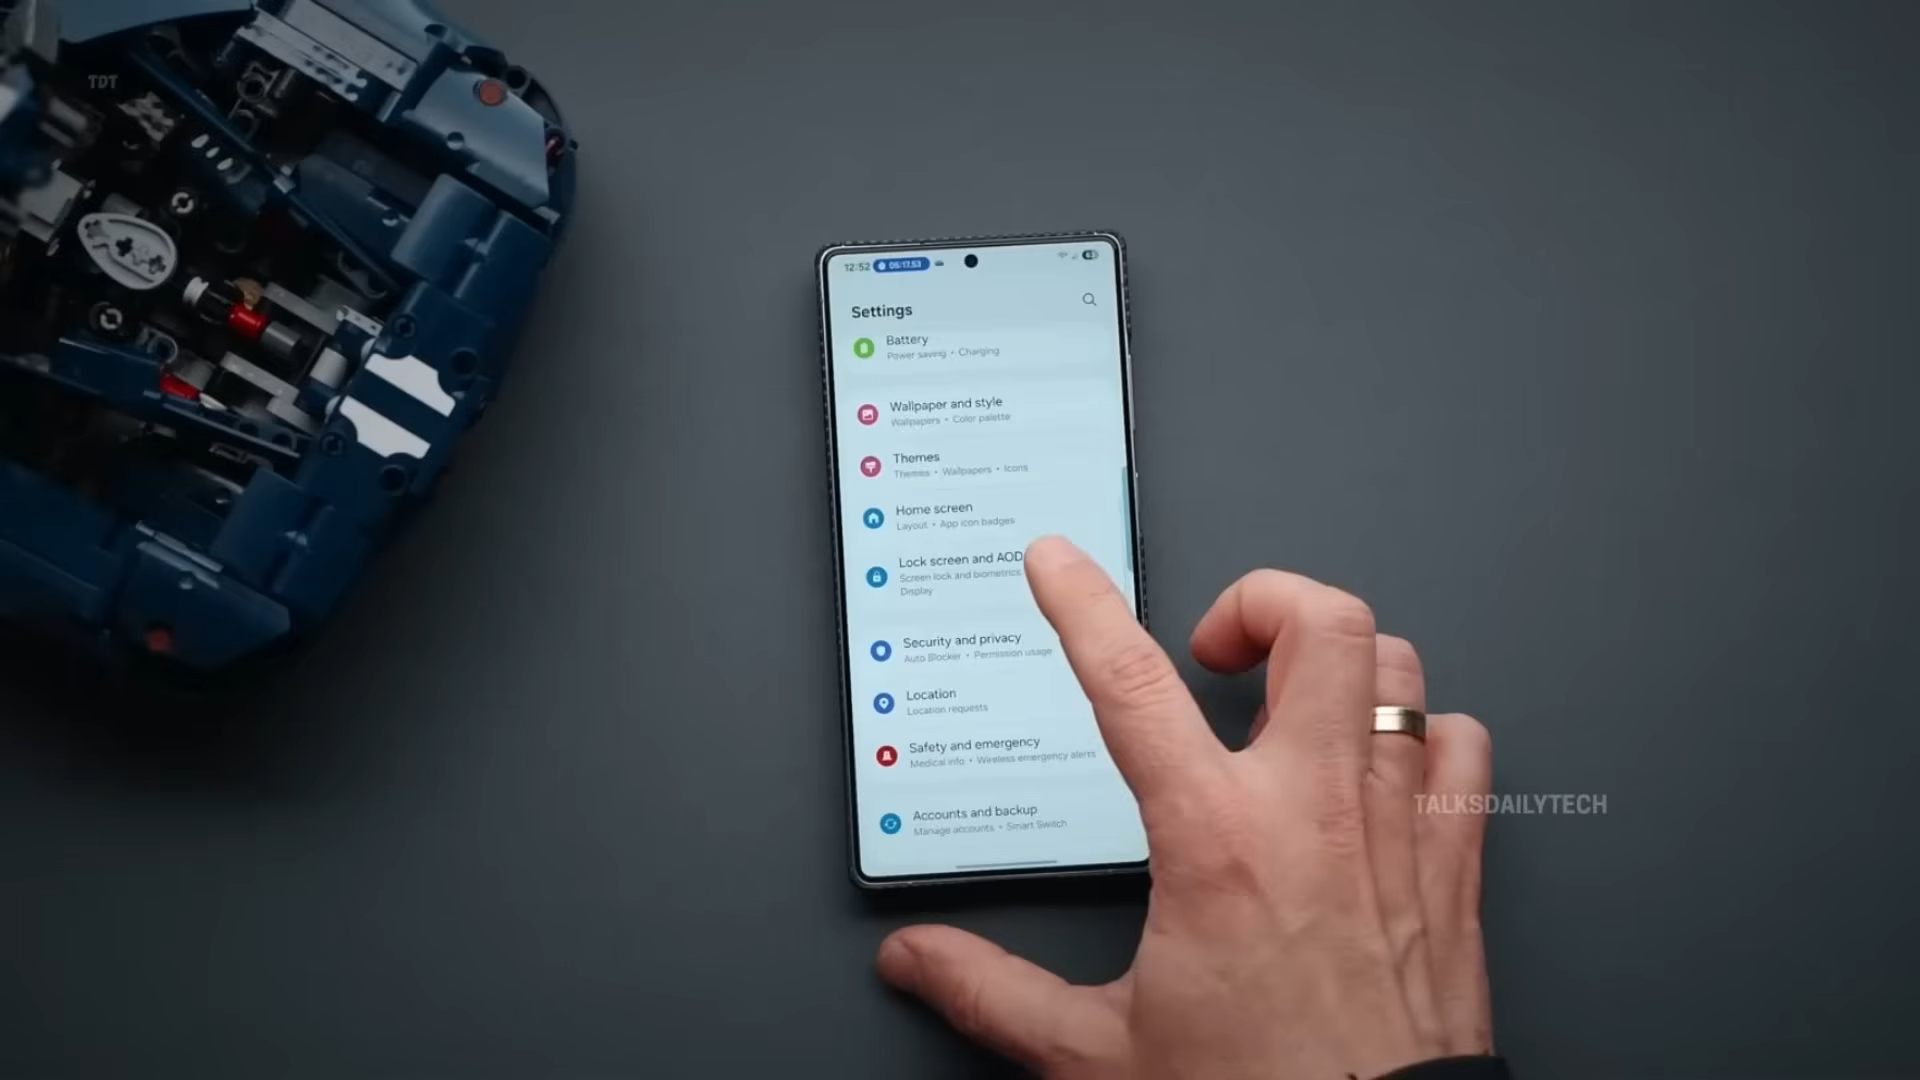 TDT
12:52 05:17:53
Settings
Battery
Power saving • Charging
Wallpaper and style
Wallpapers • Color palette
Themes
Themes • Wallpapers • Icons
Home screen
Layout • App icon badges
Lock screen and AOD
Screen lock and biometrics
Display
Security and privacy
Auto Blocker • Permission usage
Location
Location requests
Safety and emergency
Medical info • Wireless emergency alerts
Accounts and backup
Manage accounts • Smart Switch
TALKSDAILYTECH